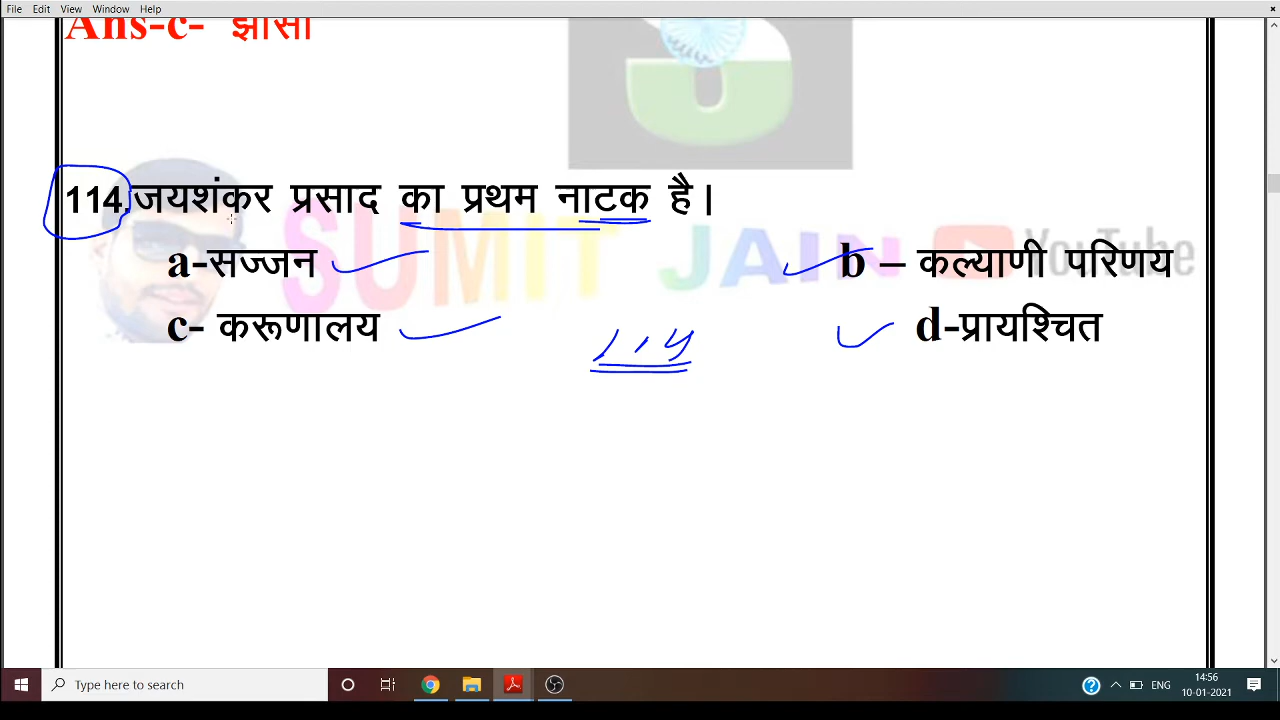 File Edit View Window Help
Ans-c- झांसी
114.जयशंकर प्रसाद का प्रथम नाटक है।
a-सज्जन b – कल्याणी परिणय
c- करूणालय d-प्रायश्चित
114
SUMIT JAIN YouTube
Type here to search
ENG
14:56
10-01-2021